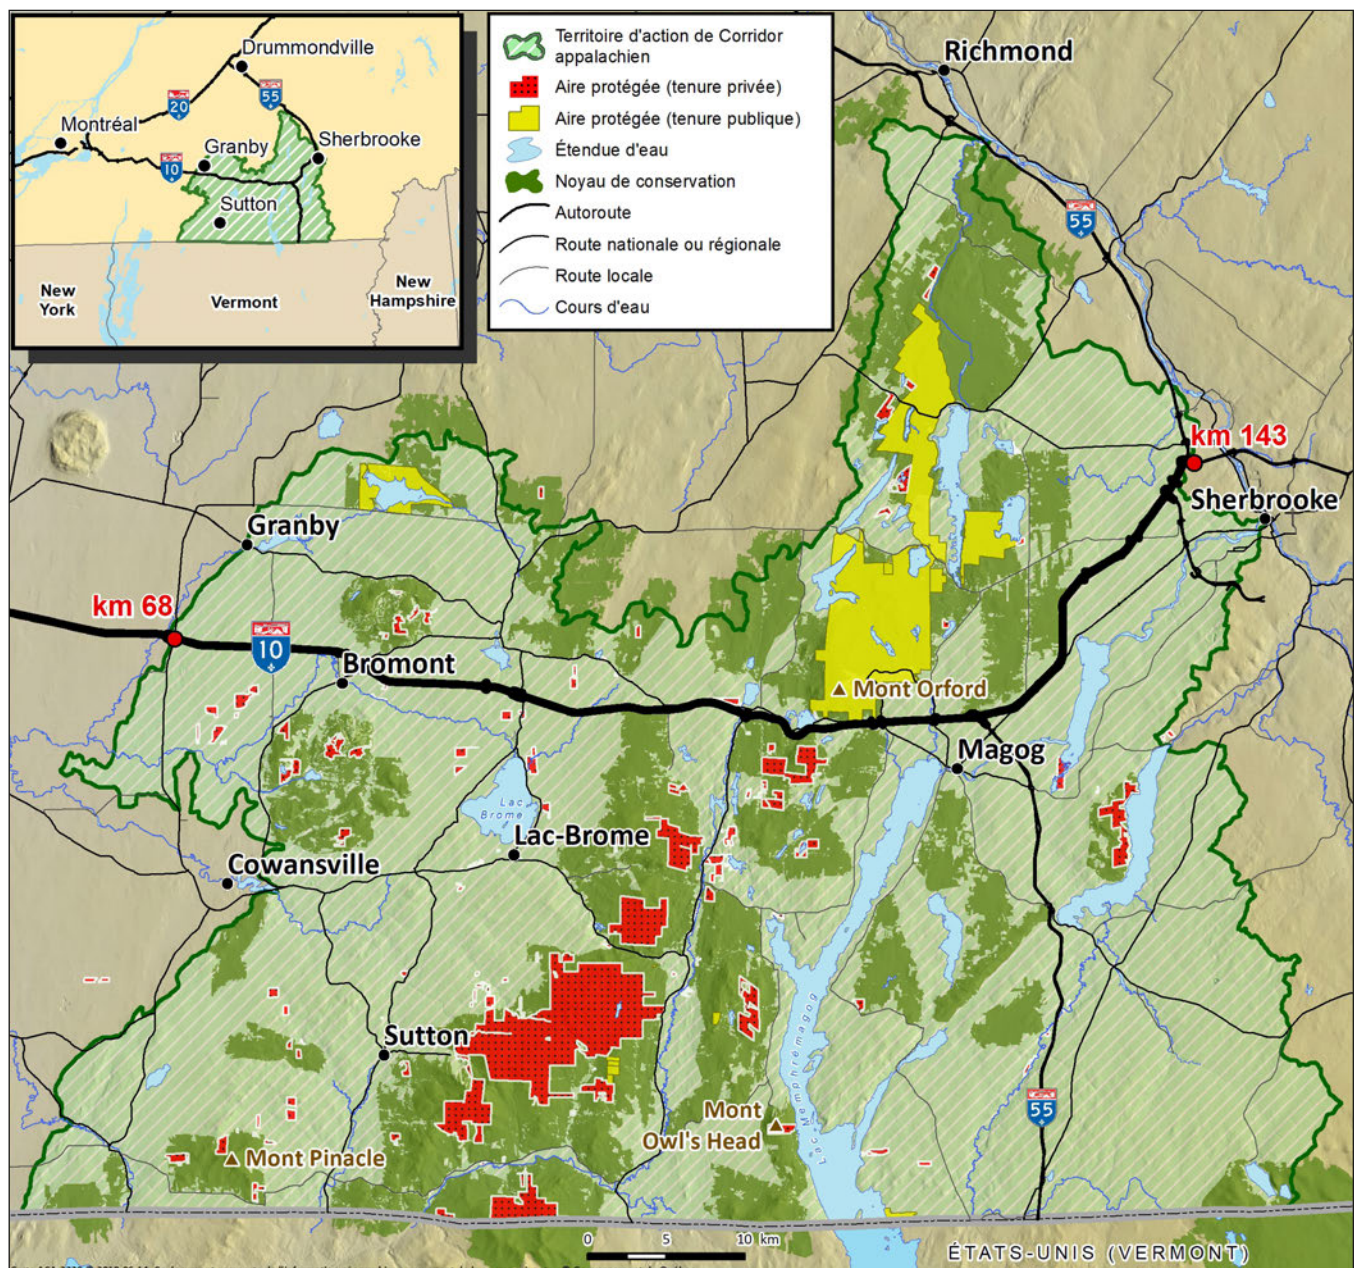 Drummondville
20
55
Montréal
Granby
Sherbrooke
10
Sutton
New
York
Vermont
New
Hampshire
Territoire d'action de Corridor
appalachien
Aire protégée (tenure privée)
Aire protégée (tenure publique)
Étendue d'eau
Noyau de conservation
Autoroute
Route nationale ou régionale
Route locale
Cours d'eau
Richmond
55
km 143
Sherbrooke
Granby
km 68
10
Bromont
Mont Orford
Magog
Lac
Brome
Lac-Brome
Cowansville
Sutton
Lac Memphrémagog
55
Mont
Owl's Head
Mont Pinacle
0 5 10 km
ÉTATS-UNIS (VERMONT)